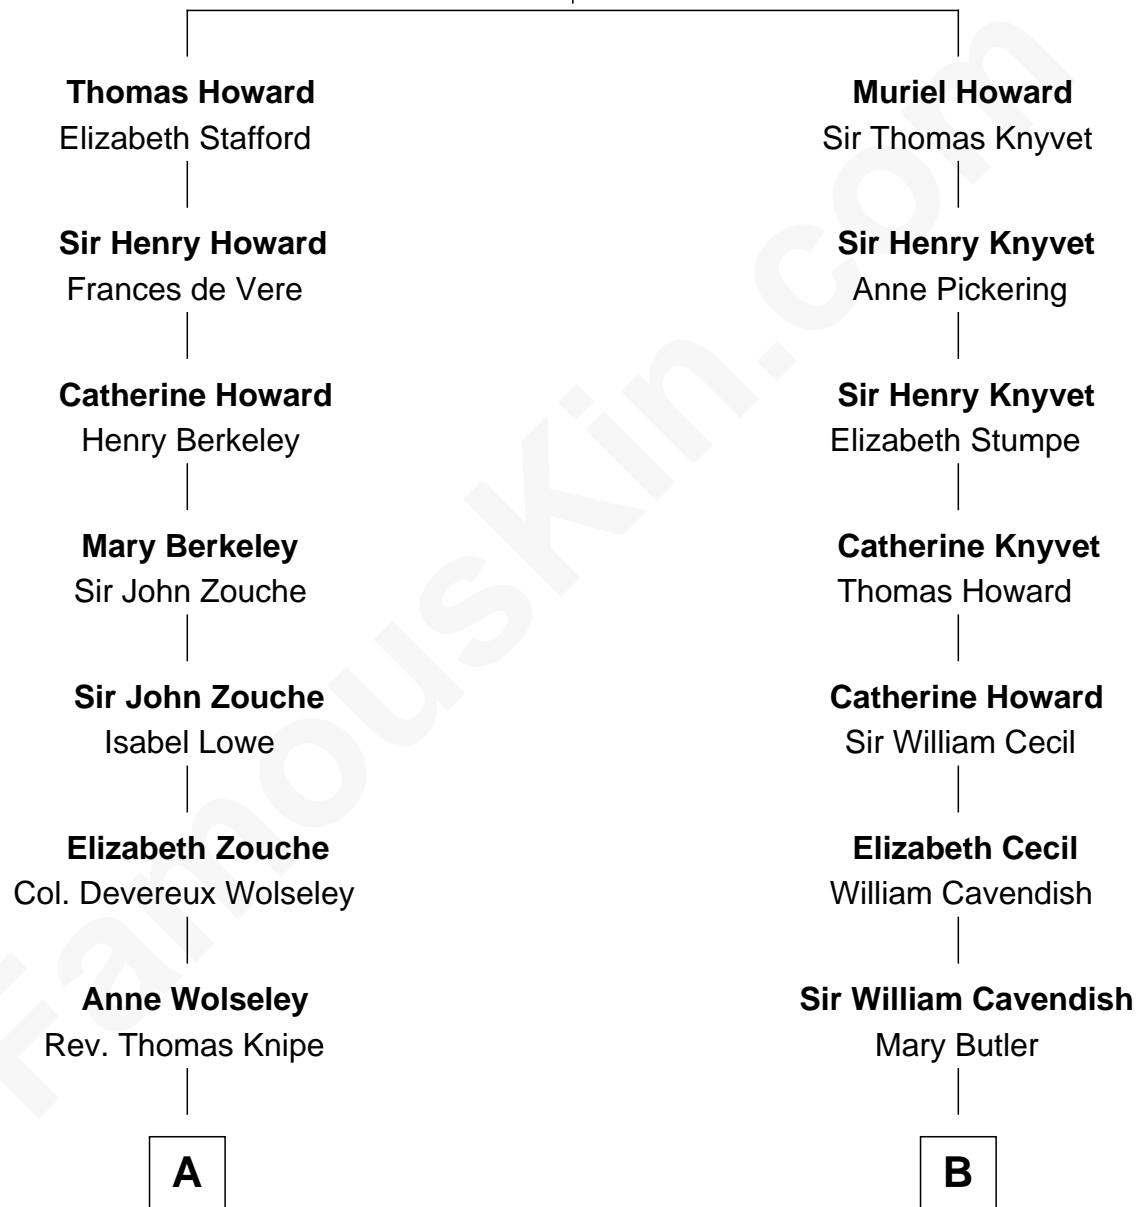 Thomas Howard
Elizabeth Stafford
Sir Henry Howard
Frances de Vere
Catherine Howard
Henry Berkeley
Mary Berkeley
Sir John Zouche
Sir John Zouche
Isabel Lowe
Elizabeth Zouche
Col. Devereux Wolseley
Anne Wolseley
Rev. Thomas Knipe
A
Muriel Howard
Sir Thomas Knyvet
Sir Henry Knyvet
Anne Pickering
Sir Henry Knyvet
Elizabeth Stumpe
Catherine Knyvet
Thomas Howard
Catherine Howard
Sir William Cecil
Elizabeth Cecil
William Cavendish
Sir William Cavendish
Mary Butler
B
FamousKin.com